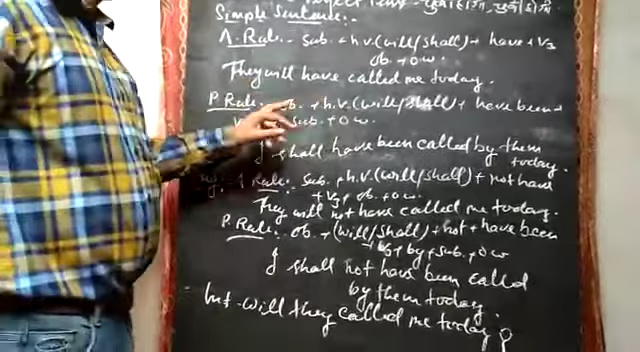 Simple Sentence:-
A. Rule:- Sub. + h.v. (will/shall) + have + V3
ob. + o.w.
They will have called me today.
P. Rule:- ob. + h.v. (will/shall) + have been +
sub. + o.w.
I shall have been called by them
today.
Rule:- Sub. + h.v. (will/shall) + not have
+ V3 + ob. + o.w.
They will not have called me today.
P. Rule:- ob. + (will/shall) + not + have been
+ V3 + by + sub. + o.w
I shall not have been called
by them today.
Int - will they called me today?